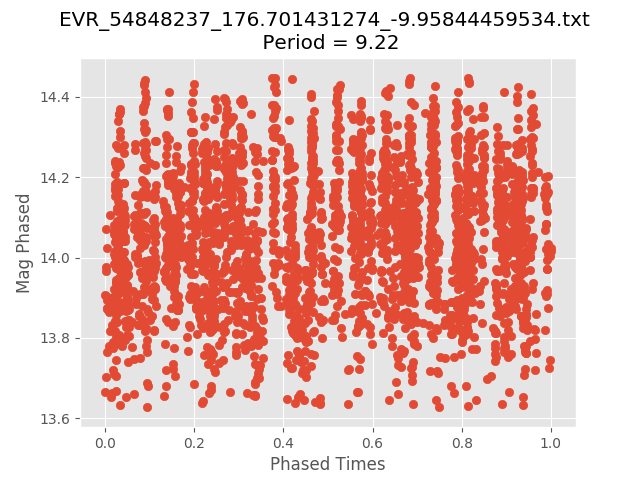 EVR_54848237_176.701431274_-9.95844459534.txt
Period = 9.22
14.4
14.2
14.0
13.8
13.6
Mag Phased
0.0 0.2 0.4 0.6 0.8 1.0
Phased Times